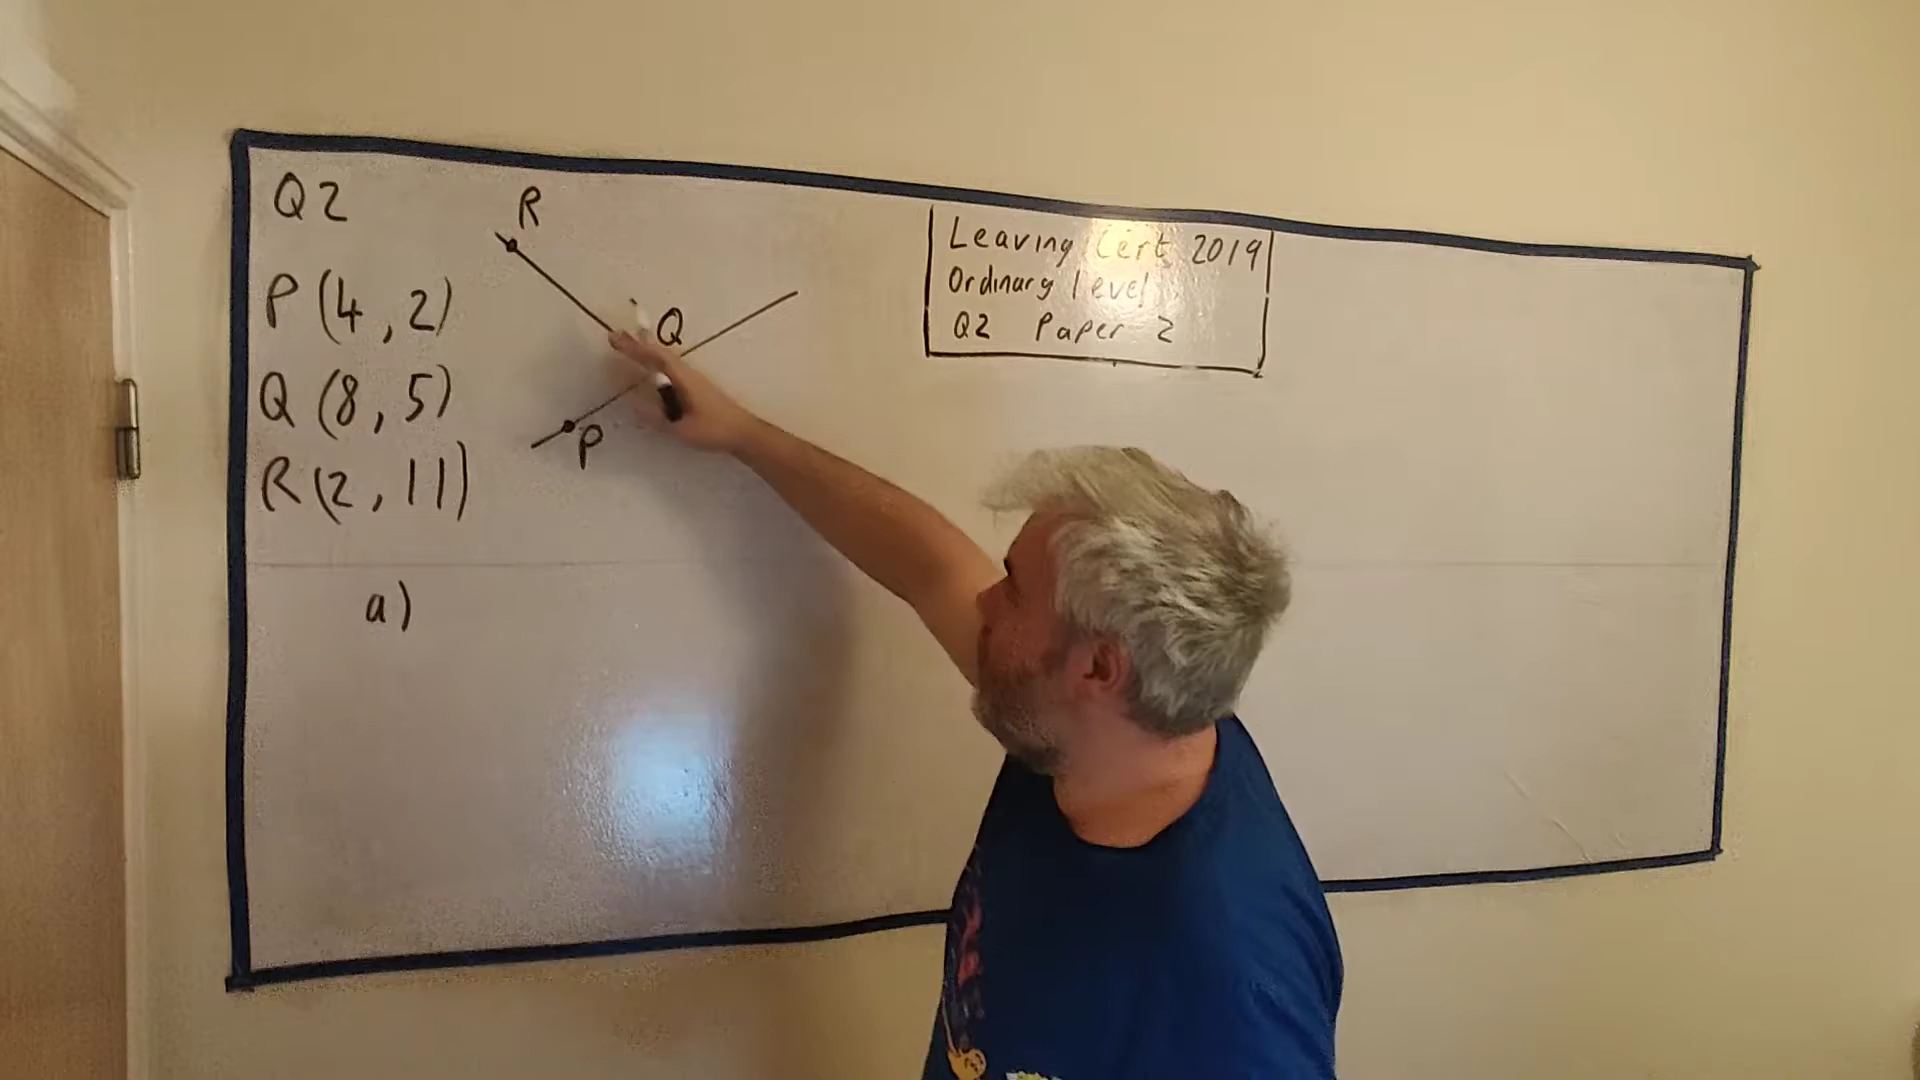 Q2
P (4, 2)
Q (8, 5)
R (2, 11)
R
Q
P
Leaving Cert 2019
Ordinary level
Q2 Paper 2
a)